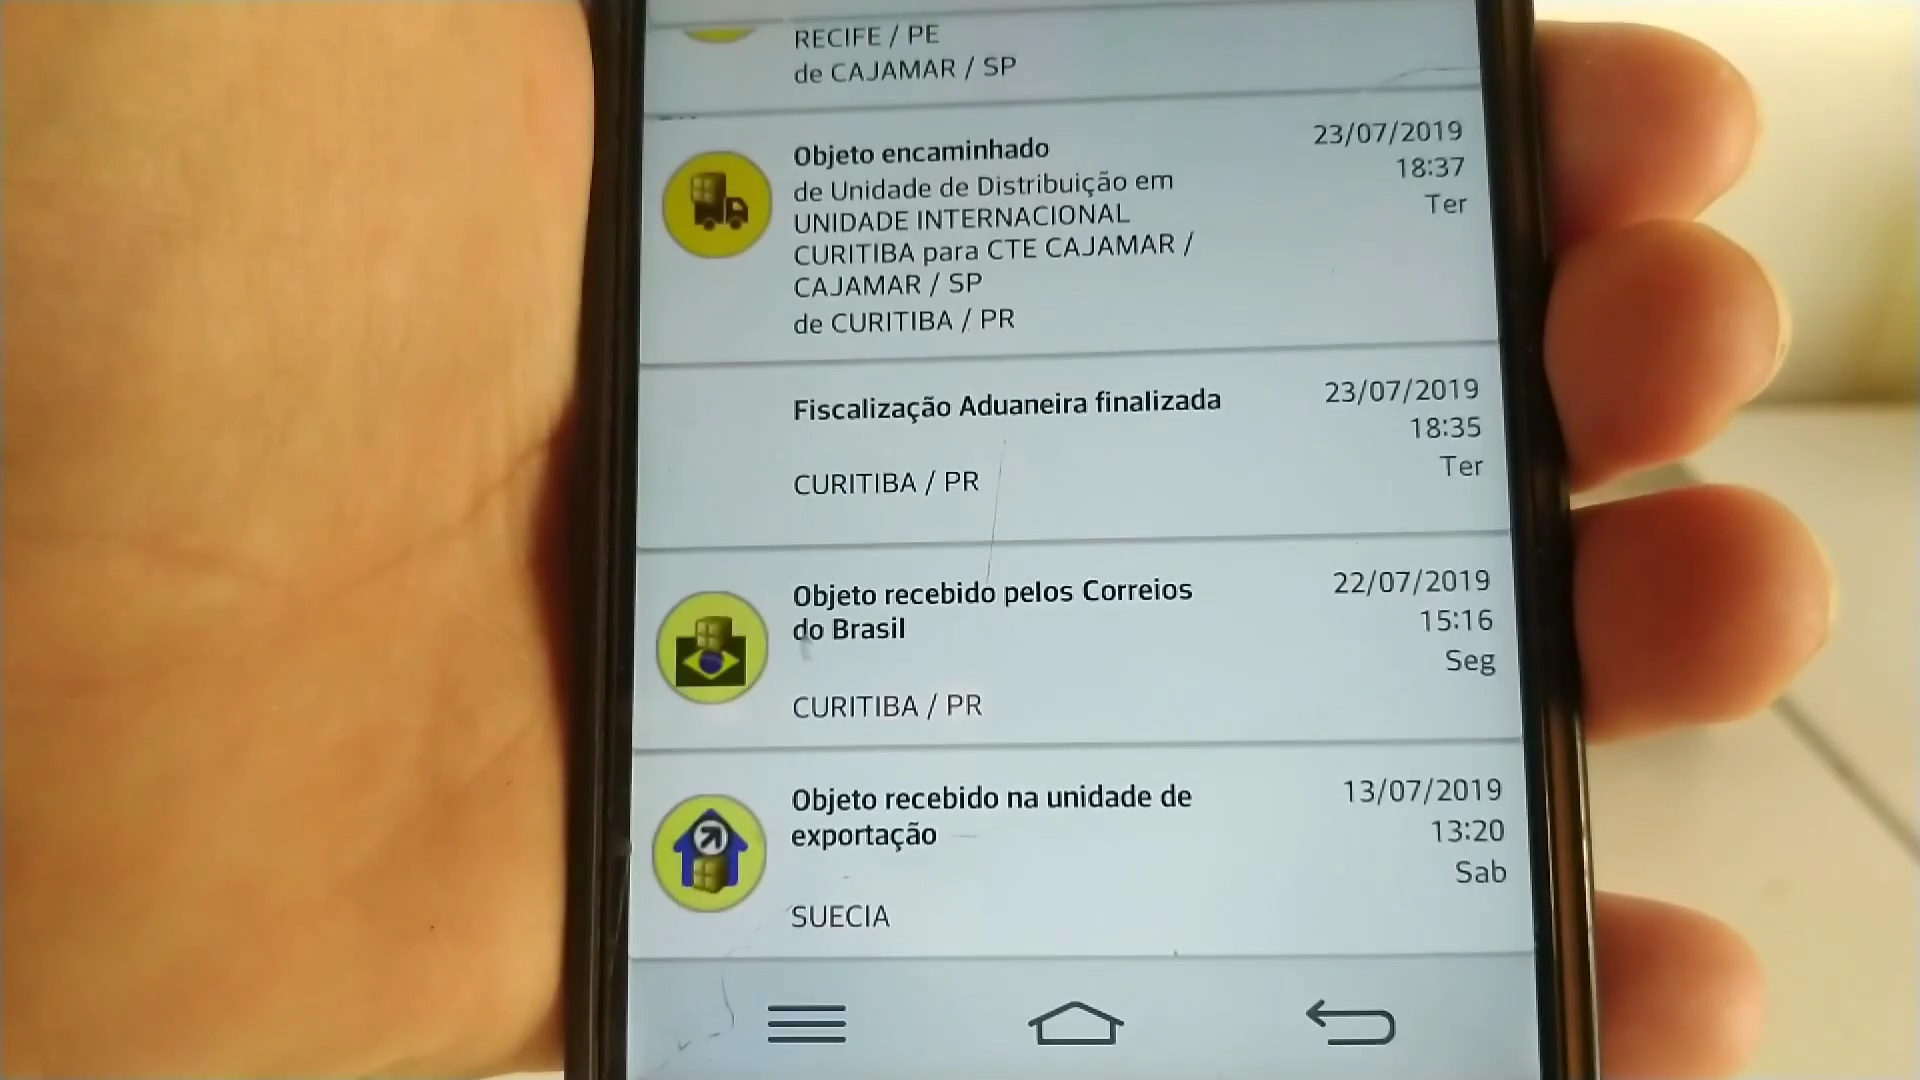 RECIFE / PE
de CAJAMAR / SP
Objeto encaminhado
23/07/2019
18:37
Ter
de Unidade de Distribuição em
UNIDADE INTERNACIONAL
CURITIBA para CTE CAJAMAR /
CAJAMAR / SP
de CURITIBA / PR
Fiscalização Aduaneira finalizada
23/07/2019
18:35
Ter
CURITIBA / PR
Objeto recebido pelos Correios
do Brasil
22/07/2019
15:16
Seg
CURITIBA / PR
Objeto recebido na unidade de
exportação
13/07/2019
13:20
Sab
SUECIA